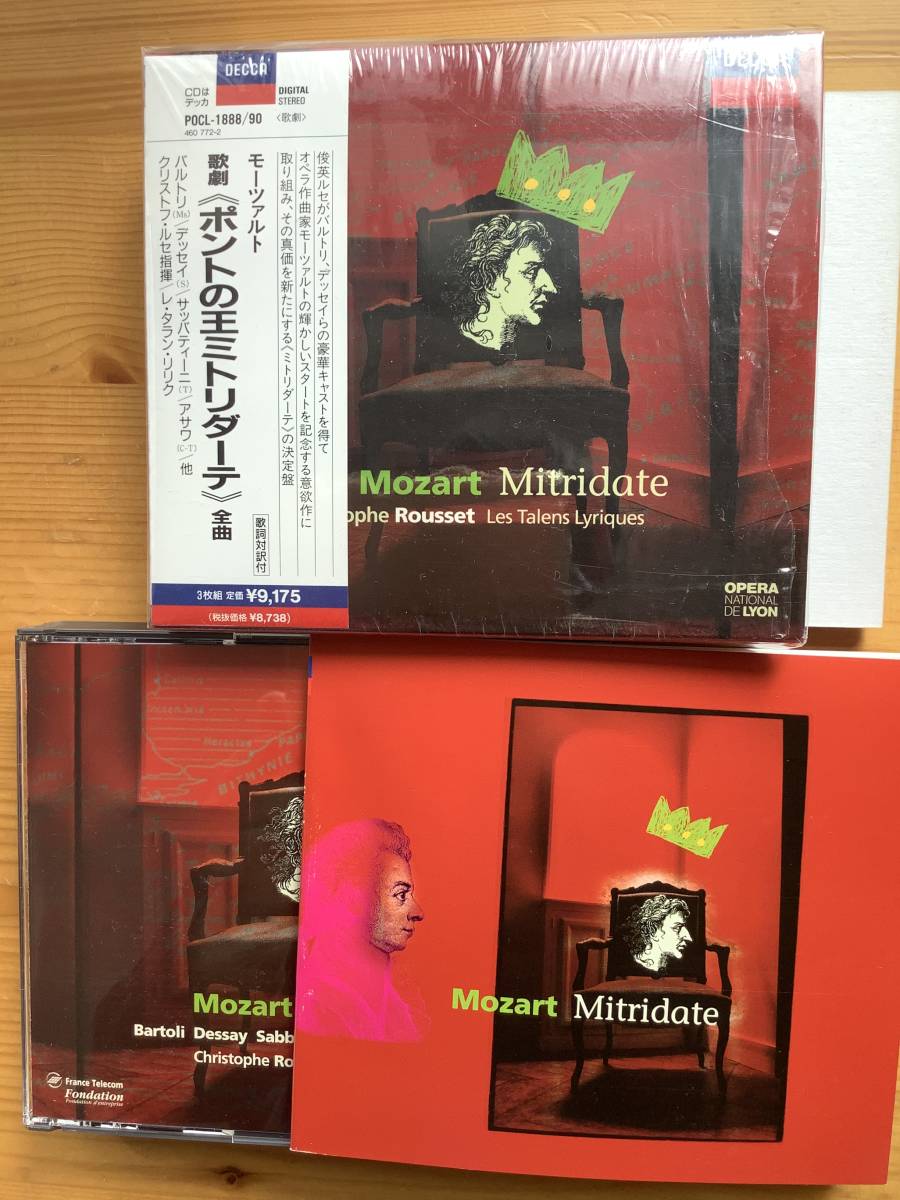 DECCA
CDは
デッカ
DIGITAL
STEREO
POCL-1888/90
〈歌劇〉
460 772-2
俊英ルセがバルトリ、デッセイらの豪華キャストを得て
オペラ作曲家モーツァルトの輝かしいスタートを記念する意欲作に
取り組み、その真価を新たにする《ミトリダーテ》の決定盤
モーツァルト
歌劇《ポントの王ミトリダーテ》全曲
バルトリ(Ms)/デッセイ(S)/サッバティーニ(T)/アサワ(C-T)/他
クリストフ・ルセ指揮/レ・タラン・リリク
歌詞対訳付
3枚組 定価 ¥9,175
(税抜価格 ¥8,738)
DECCA
Mozart Mitridate
ophe Rousset Les Talens Lyriques
OPERA
NATIONAL
DE LYON
Heraclee
BITHYNIE
Mozart
Bartoli Dessay Sabb
Christophe Ro
France Telecom
Fondation
Fondation d'entreprise
Mozart Mitridate